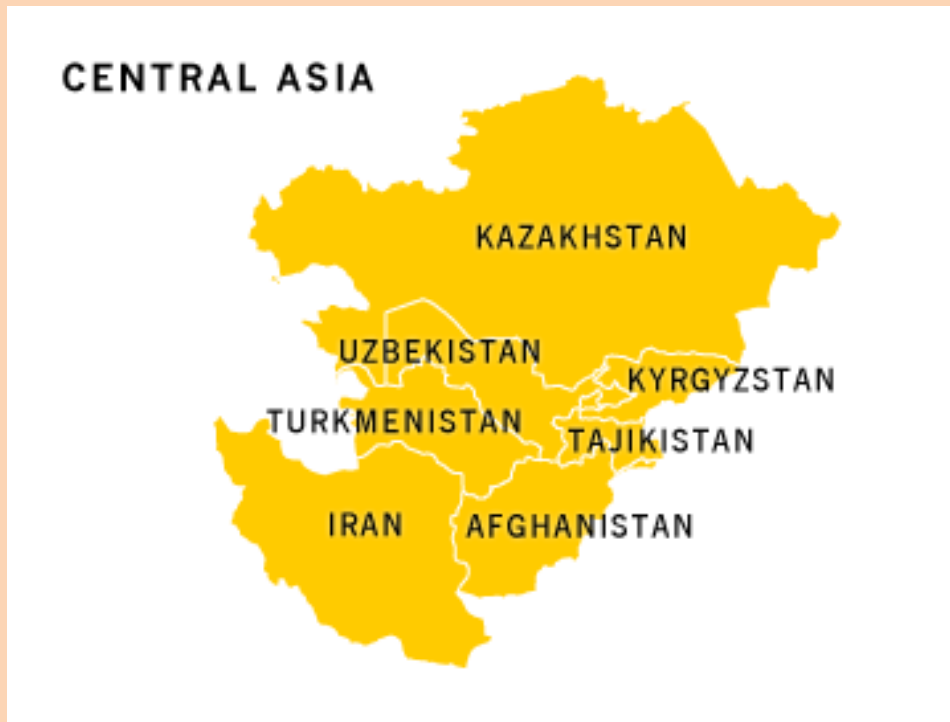 CENTRAL ASIA
KAZAKHSTAN
UZBEKISTAN
KYRGYZSTAN
TURKMENISTAN
TAJIKISTAN
IRAN
AFGHANISTAN